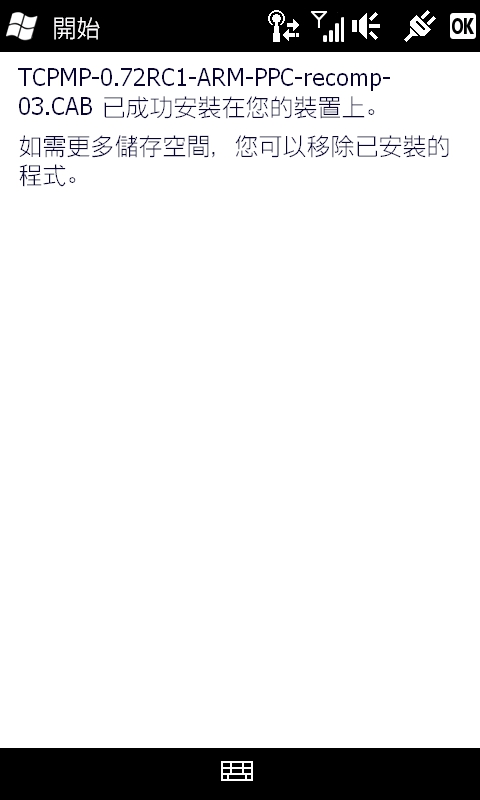 開始
OK
TCPMP-0.72RC1-ARM-PPC-recomp-
03.CAB 已成功安裝在您的裝置上。
如需更多儲存空間，您可以移除已安裝的
程式。